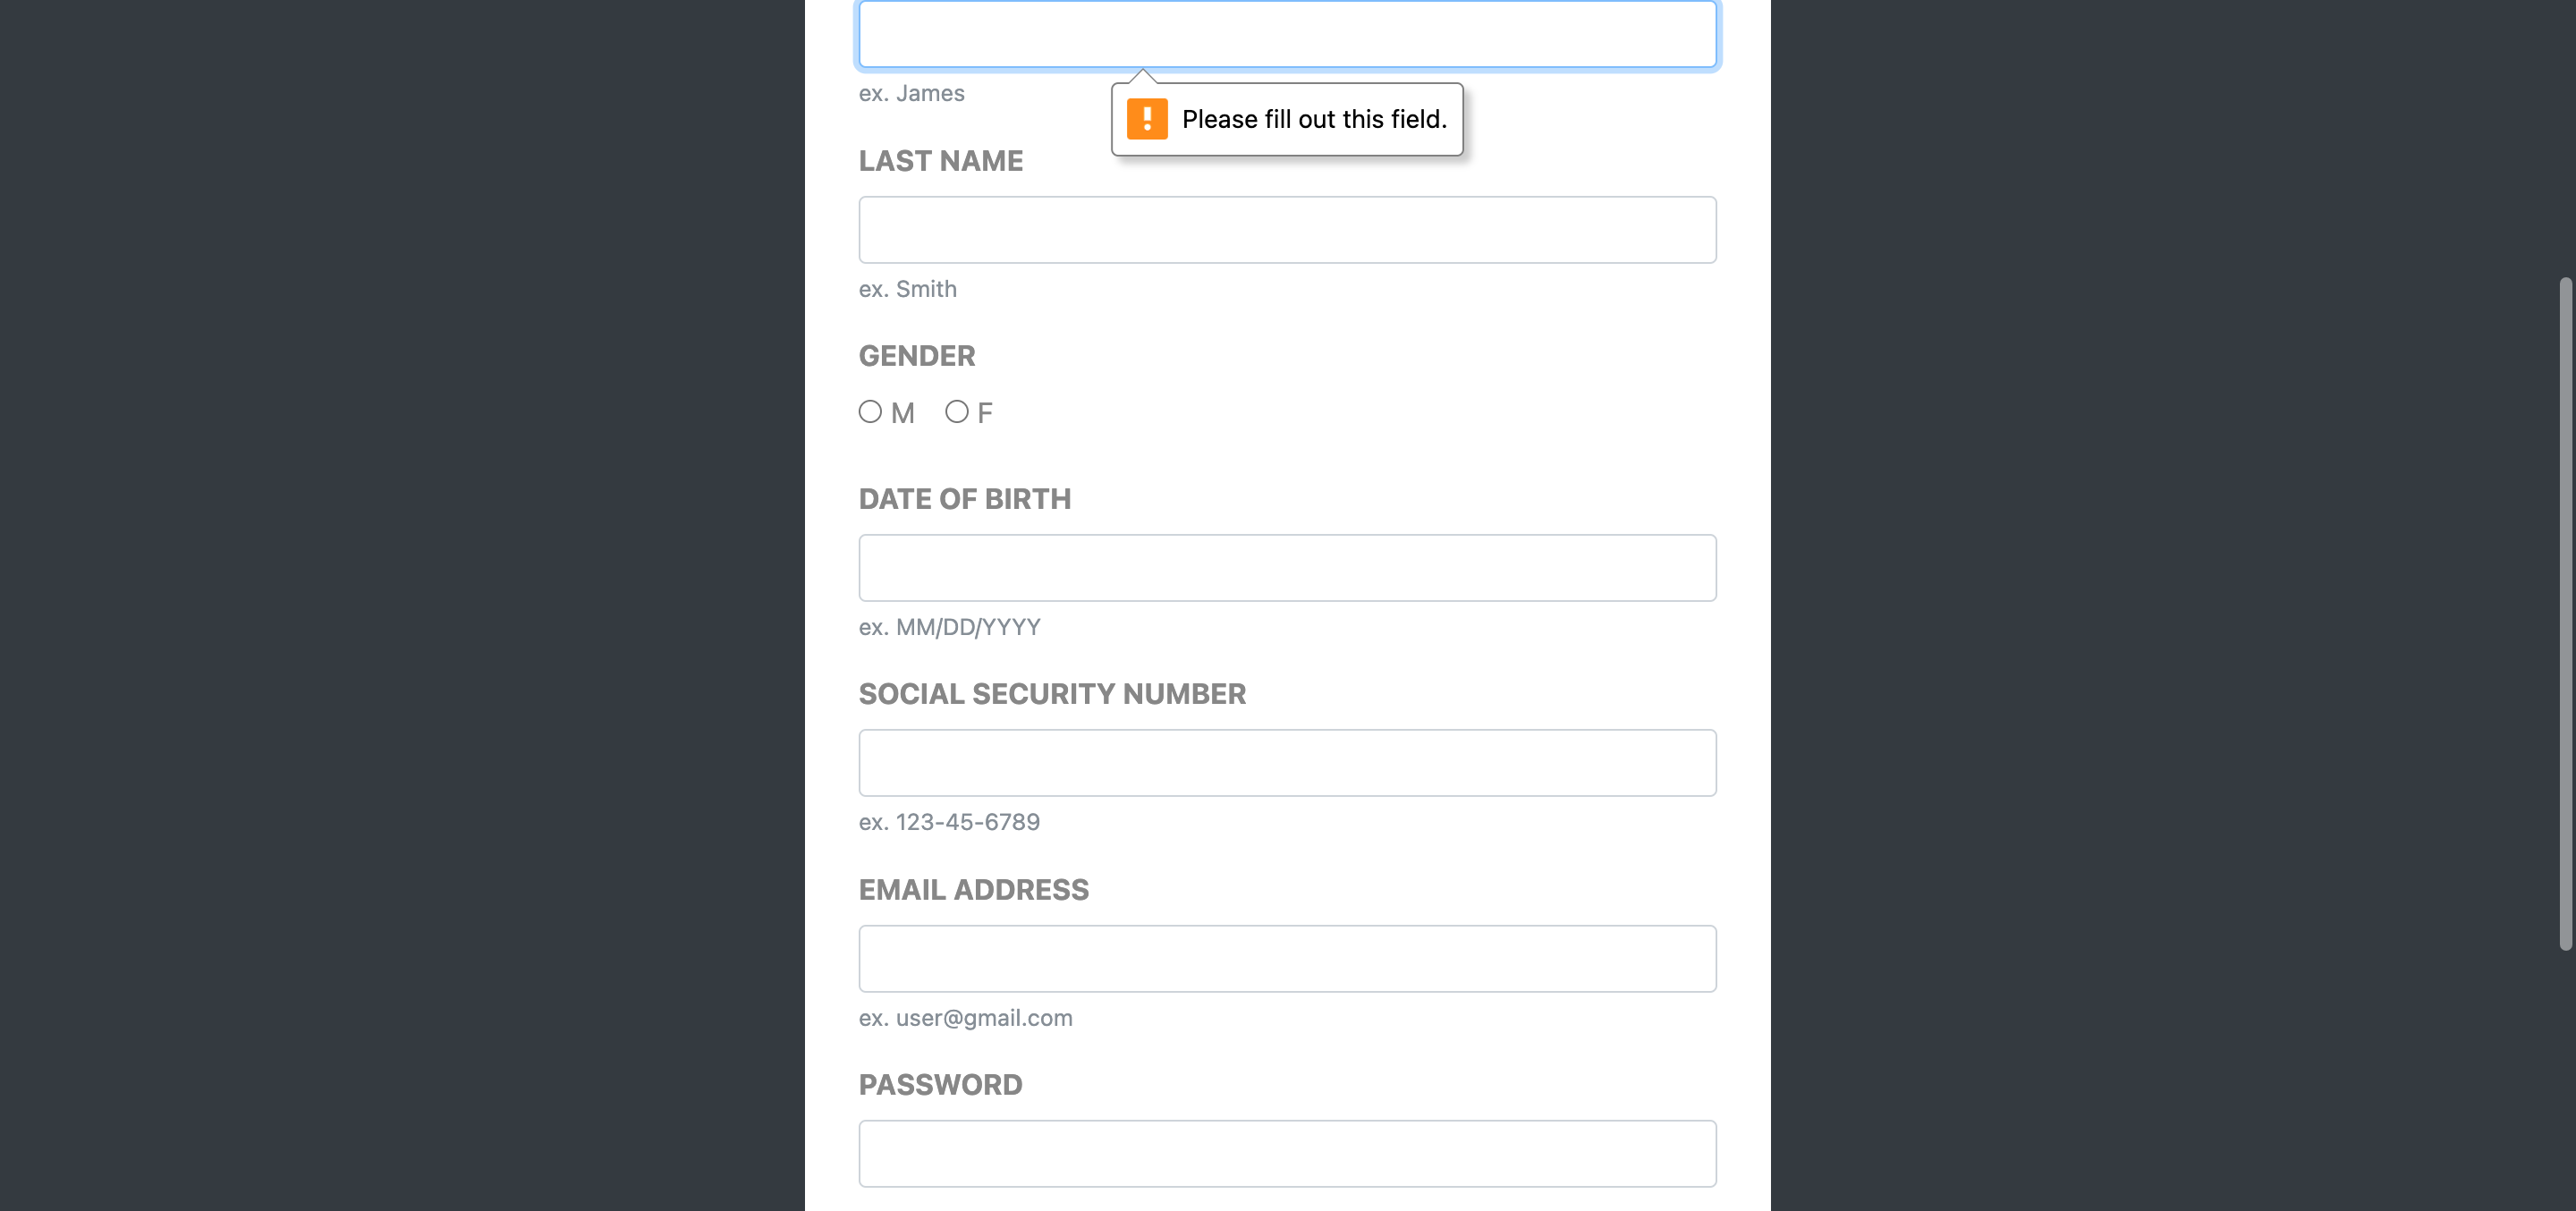 ex. James
Please fill out this field.
LAST NAME
ex. Smith
GENDER
M F
DATE OF BIRTH
ex. MM/DD/YYYY
SOCIAL SECURITY NUMBER
ex. 123-45-6789
EMAIL ADDRESS
ex. user@gmail.com
PASSWORD